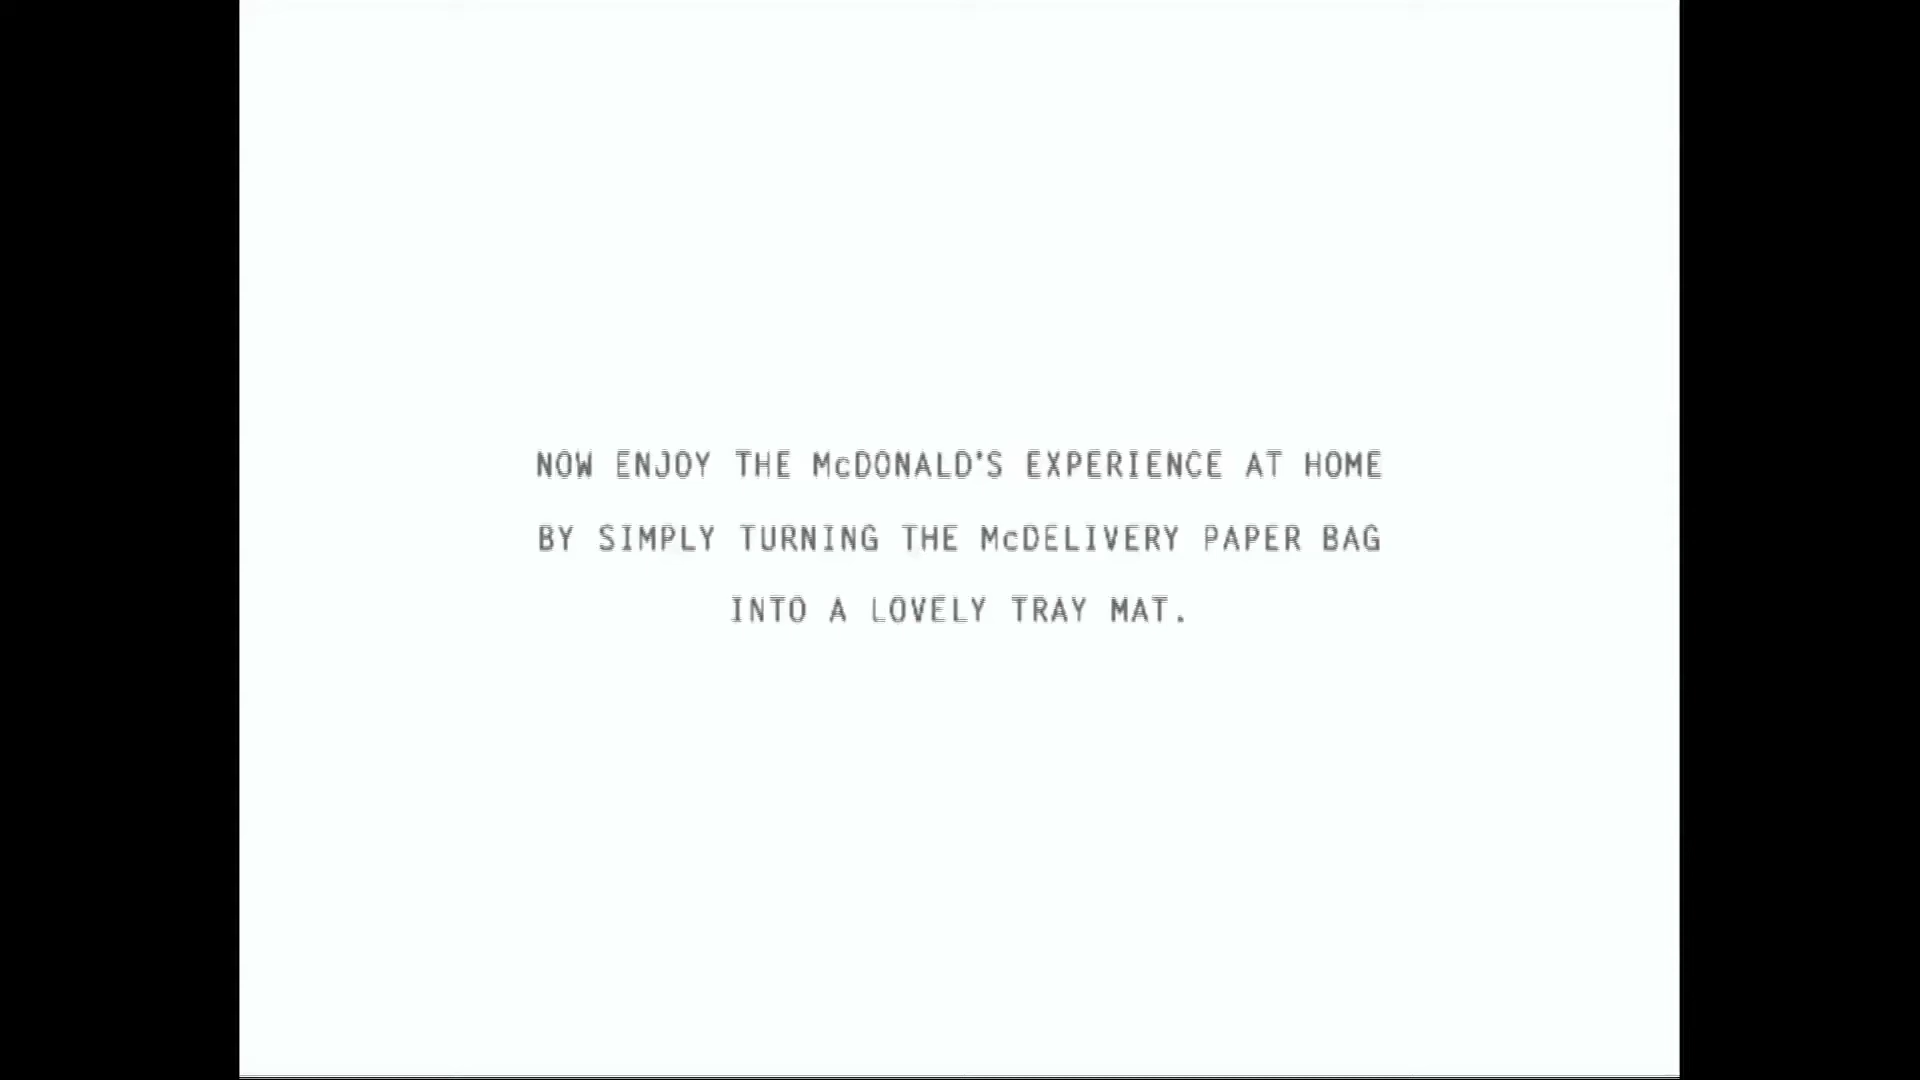 NOW ENJOY THE McDONALD'S EXPERIENCE AT HOME
BY SIMPLY TURNING THE McDELIVERY PAPER BAG
INTO A LOVELY TRAY MAT.